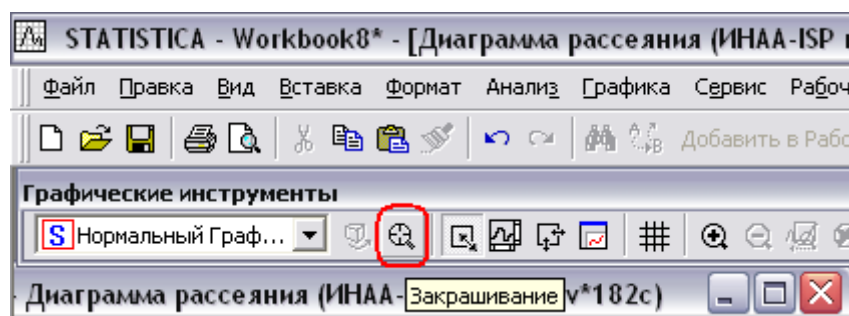 STATISTICA - Workbook8* - [Диаграмма рассеяния (ИНАА-ISP
Файл Правка Вид Вставка Формат Анализ Графика Сервис Рабоч
Добавить в Рабо
Графические инструменты
S Нормальный Граф...
Диаграмма рассеяния (ИНАА- Закрашивание v*182c)